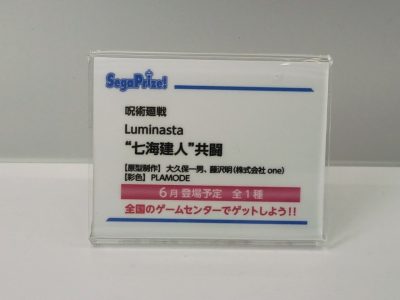 SegaPrize!
呪術廻戦
Luminasta
“七海建人”共闘
【原型制作】 大久保一男、藤沢明（株式会社 one）
【彩色】 PLAMODE
6月登場予定 全1種
全国のゲームセンターでゲットしよう!!